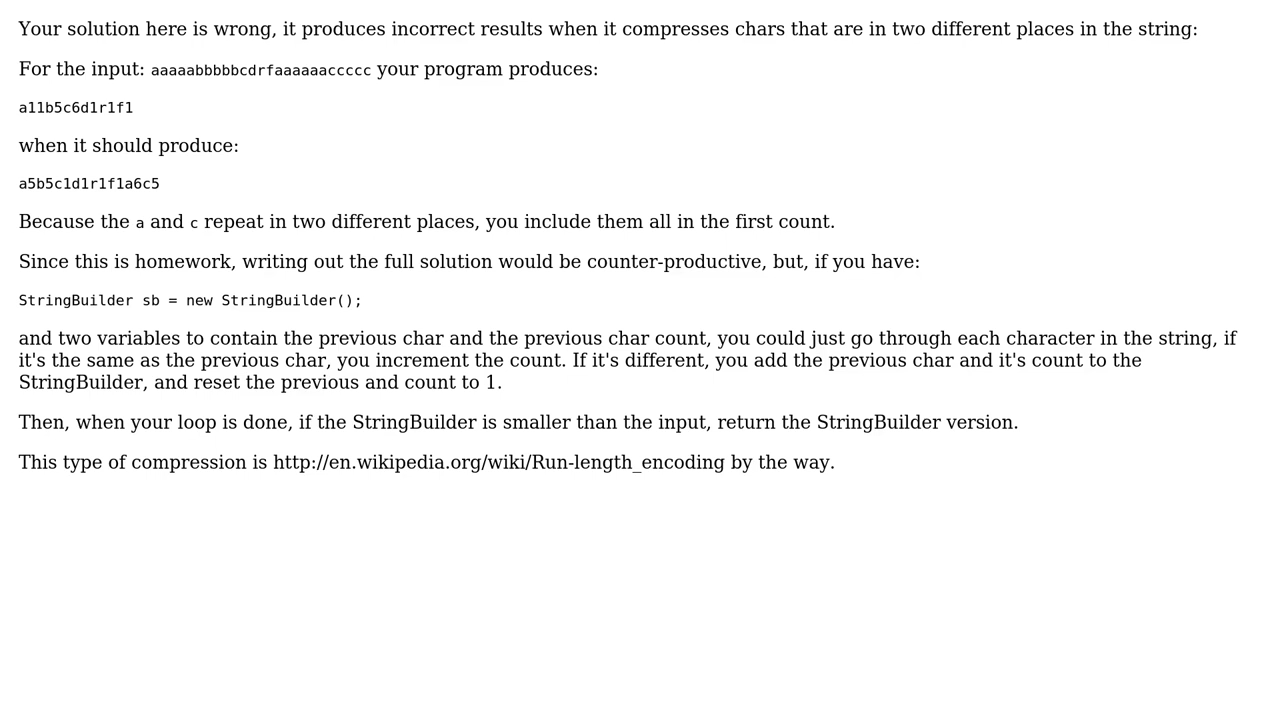 Your solution here is wrong, it produces incorrect results when it compresses chars that are in two different places in the string:
For the input: aaaaabbbbbcdrfaaaaaaccccc your program produces:
a11b5c6d1r1f1
when it should produce:
a5b5c1d1r1f1a6c5
Because the a and c repeat in two different places, you include them all in the first count.
Since this is homework, writing out the full solution would be counter-productive, but, if you have:
StringBuilder sb = new StringBuilder();
and two variables to contain the previous char and the previous char count, you could just go through each character in the string, if
it's the same as the previous char, you increment the count. If it's different, you add the previous char and it's count to the
StringBuilder, and reset the previous and count to 1.
Then, when your loop is done, if the StringBuilder is smaller than the input, return the StringBuilder version.
This type of compression is http://en.wikipedia.org/wiki/Run-length_encoding by the way.